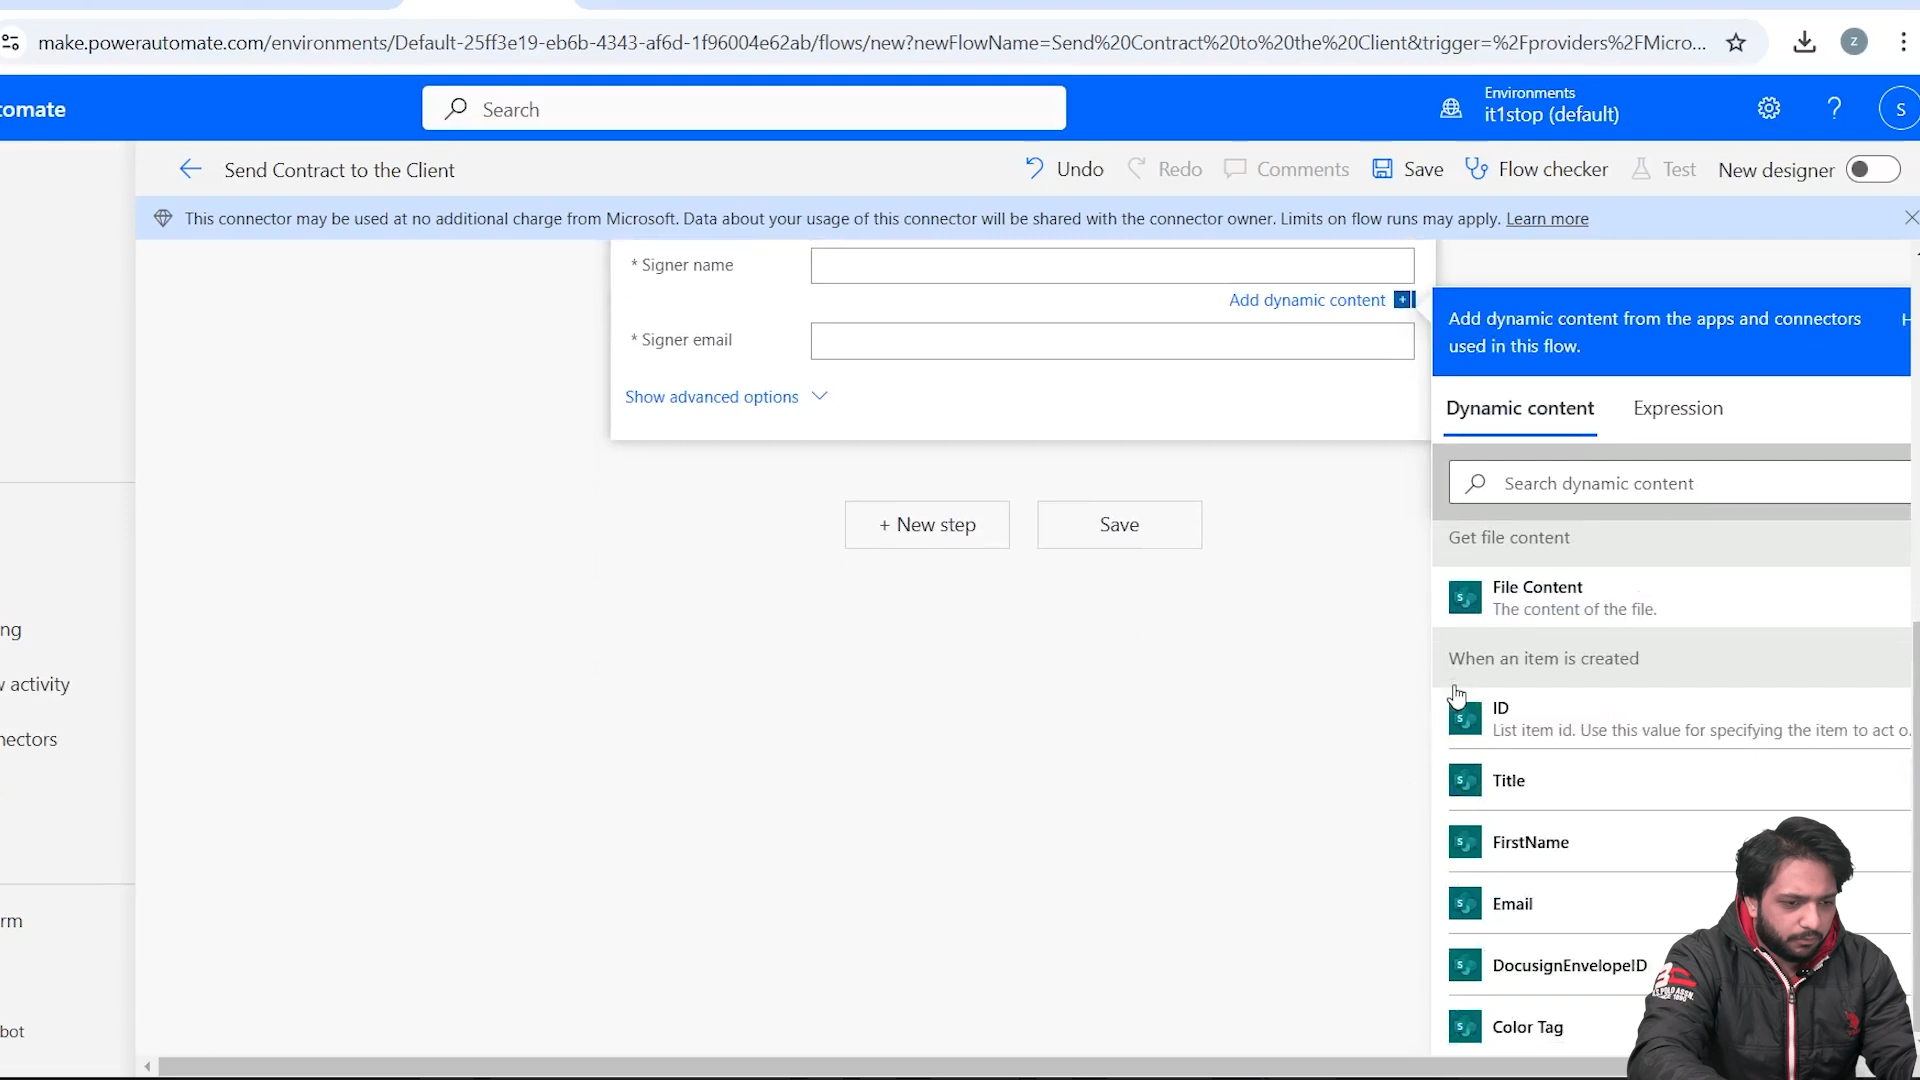 make.powerautomate.com/environments/Default-25ff3e19-eb6b-4343-af6d-1f96004e62ab/flows/new?newFlowName=Send%20Contract%20to%20the%20Client&trigger=%2Fproviders%2FMicro...
Z
tomate
Search
Environments
it1stop (default)
?
S
Send Contract to the Client
Undo
Redo
Comments
Save
Flow checker
Test
New designer
This connector may be used at no additional charge from Microsoft. Data about your usage of this connector will be shared with the connector owner. Limits on flow runs may apply. Learn more
* Signer name
Add dynamic content +
* Signer email
Show advanced options
+ New step
Save
Add dynamic content from the apps and connectors
used in this flow.
H
Dynamic content
Expression
Search dynamic content
Get file content
File Content
The content of the file.
When an item is created
ID
List item id. Use this value for specifying the item to act o.
Title
FirstName
Email
DocusignEnvelopeID
Color Tag
ng
activity
nectors
rm
bot